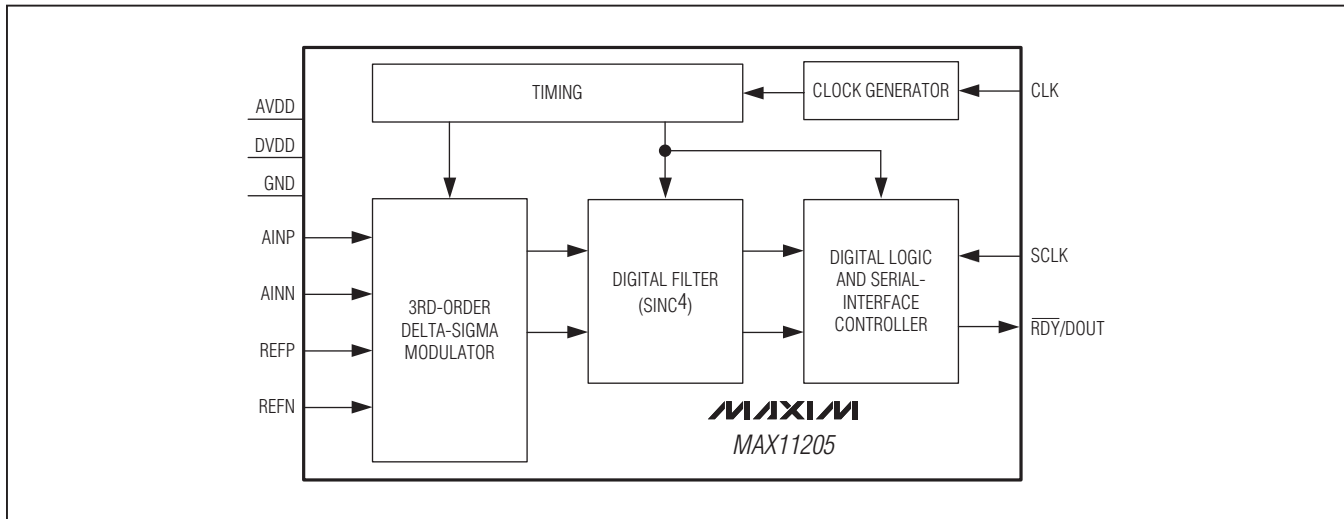 TIMING
CLOCK GENERATOR
CLK
AVDD
DVDD
GND
AINP
AINN
REFP
REFN
3RD-ORDER
DELTA-SIGMA
MODULATOR
DIGITAL FILTER
(SINC4)
DIGITAL LOGIC
AND SERIAL-
INTERFACE
CONTROLLER
SCLK
R̅D̅Y̅/DOUT
MAXIM
MAX11205